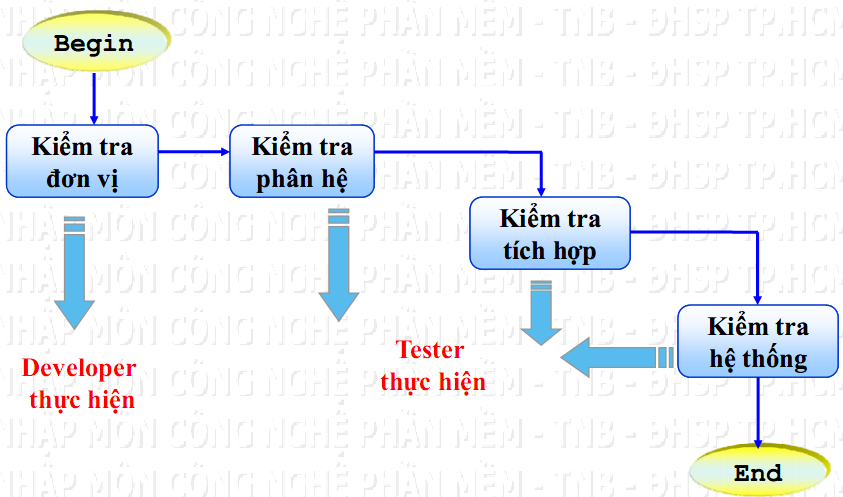 Begin
Kiểm tra
đơn vị
Kiểm tra
phân hệ
Kiểm tra
tích hợp
Kiểm tra
hệ thống
Developer
thực hiện
Tester
thực hiện
End
NHẬP MÔN CÔNG NGHỆ PHẦN MỀM - TNB - ĐHSP TP.HCM